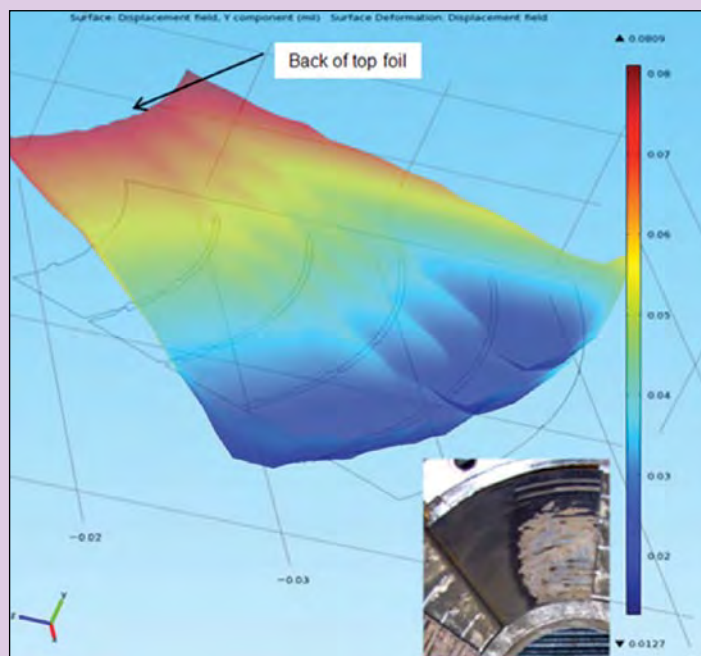 Surface: Displacement field, Y component (mil) Surface Deformation: Displacement field
Back of top foil
▲ 0.0809
0.08
0.07
0.06
0.05
0.04
0.03
0.02
▼ 0.0127
−0.02
−0.03
y
x